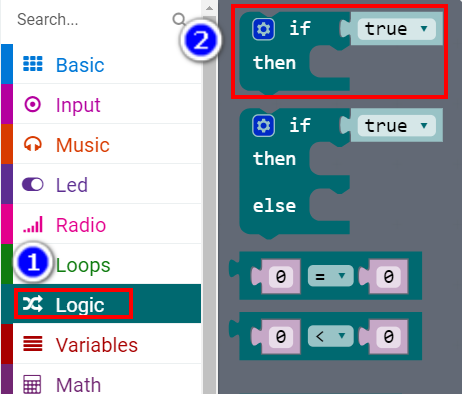 Search...
Basic
Input
Music
Led
Radio
1
Loops
Logic
Variables
Math
2
if true
then
if true
then
else
0 = 0
0 < 0